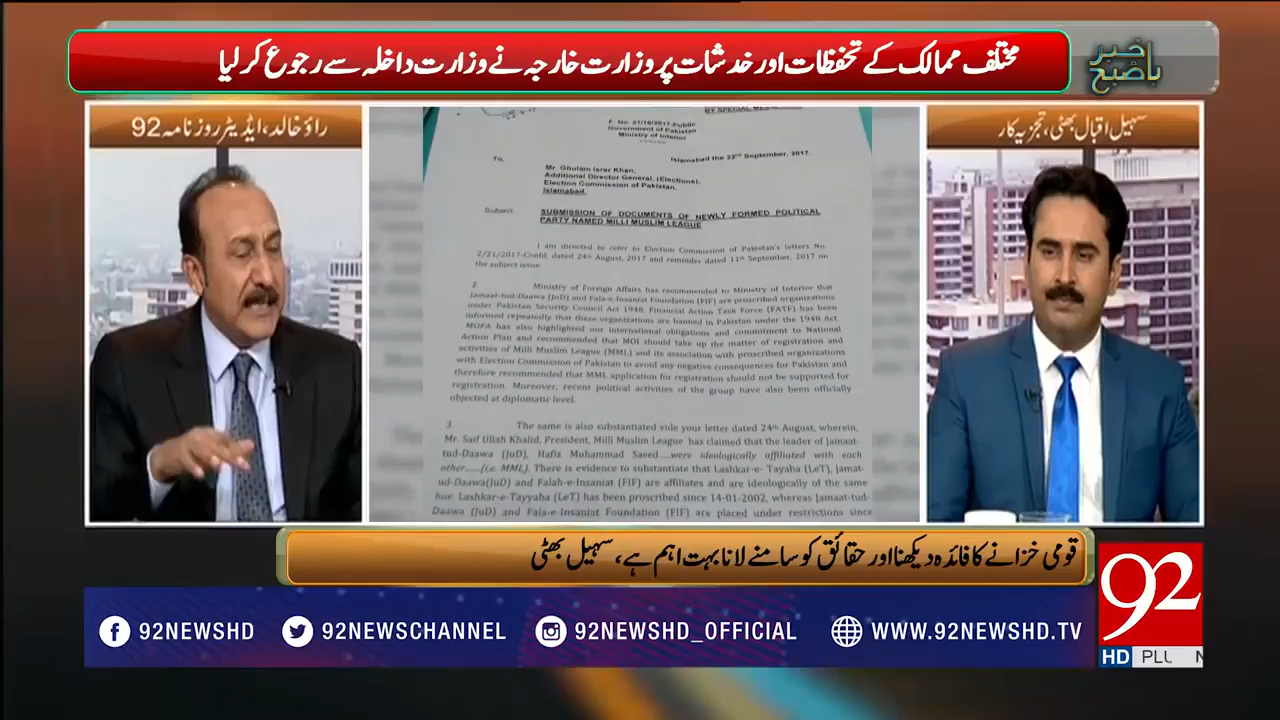 مختلف ممالک کے تحفظات اور خدشات پر وزارت خارجہ نے وزارت داخلہ سے رجوع کر لیا
باخبر صبح
راؤ خالد، ایڈیٹر روزنامہ 92
سہیل اقبال بھٹی، تجزیہ کار
F. No. 21/18/2017-Public
Government of Pakistan
Ministry of Interior
To,
Islamabad the 22nd September, 2017.
Mr. Ghulam Israr Khan,
Additional Director General, (Elections),
Election Commission of Pakistan,
Islamabad.
Subject: SUBMISSION OF DOCUMENTS OF NEWLY FORMED POLITICAL
PARTY NAMED MILLI MUSLIM LEAGUE
I am directed to refer to Election Commission of Pakistan's letters No.
2/21/2017-Confd, dated 24th August, 2017 and reminder dated 11th September, 2017 on
the subject issue.
2. Ministry of Foreign Affairs has recommended to Ministry of Interior that
Jamaat-tud-Daawa (JuD) and Fala-e-Insaniat Foundation (FIF) are proscribed organizations
under Pakistan Security Council Act 1948. Financial Action Task Force (FATF) has been
informed repeatedly that these organizations are banned in Pakistan under the 1948 Act
MOFA has also highlighted our international obligations and commitment to National
Action Plan and recommended that MOI should take up the matter of registration and
activities of Milli Muslim League (MML) and its association with proscribed organizations
with Election Commission of Pakistan to avoid any negative consequences for Pakistan and
therefore recommended that MML application for registration should not be supported for
registration. Moreover, recent political activities of the group have also been officially
objected at diplomatic level.
3. The same is also substantiated vide your letter dated 24th August, wherein,
Mr. Saif Ullah Khalid, President, Milli Muslim League has claimed that the leader of Jamaat-
tud-Daawa (JuD), Hafiz Muhammad Saeed.....were ideologically affiliated with each
other......(i.e. MML). There is evidence to substantiate that Lashkar-e- Tayaba (LeT), Jamat-
ud-Daawa(JuD) and Falah-e-Insaniat (FIF) are affiliates and are ideologically of the same
hue. Lashkar-e-Tayyaba (LeT) has been proscribed since 14-01-2002, whereas Jamaat-tud-
Daawa (JuD) and Fala-e-Insaniat Foundation (FIF) are placed under restrictions since
قومی خزانے کا فائدہ دیکھنا اور حقائق کو سامنے لانا بہت اہم ہے، سہیل بھٹی
92NEWSHD 92NEWSCHANNEL 92NEWSHD_OFFICIAL WWW.92NEWSHD.TV
92
HD PLU